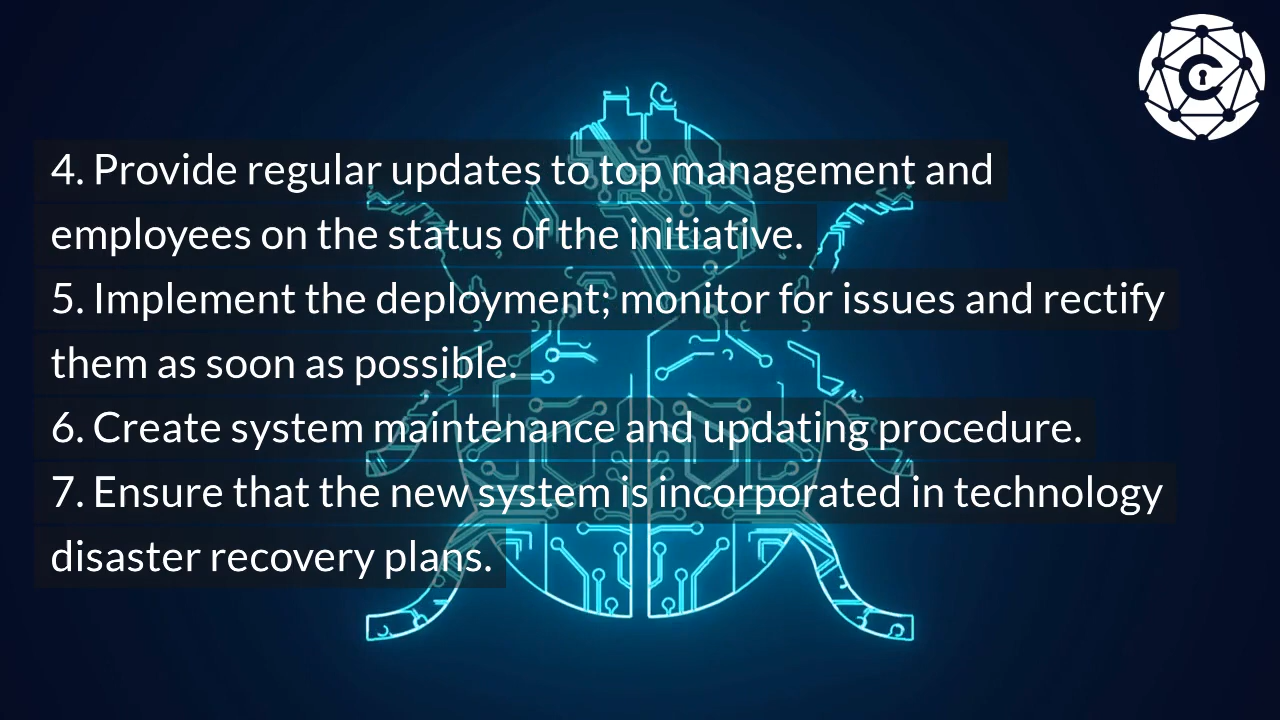 4. Provide regular updates to top management and
employees on the status of the initiative.
5. Implement the deployment; monitor for issues and rectify
them as soon as possible.
6. Create system maintenance and updating procedure.
7. Ensure that the new system is incorporated in technology
disaster recovery plans.